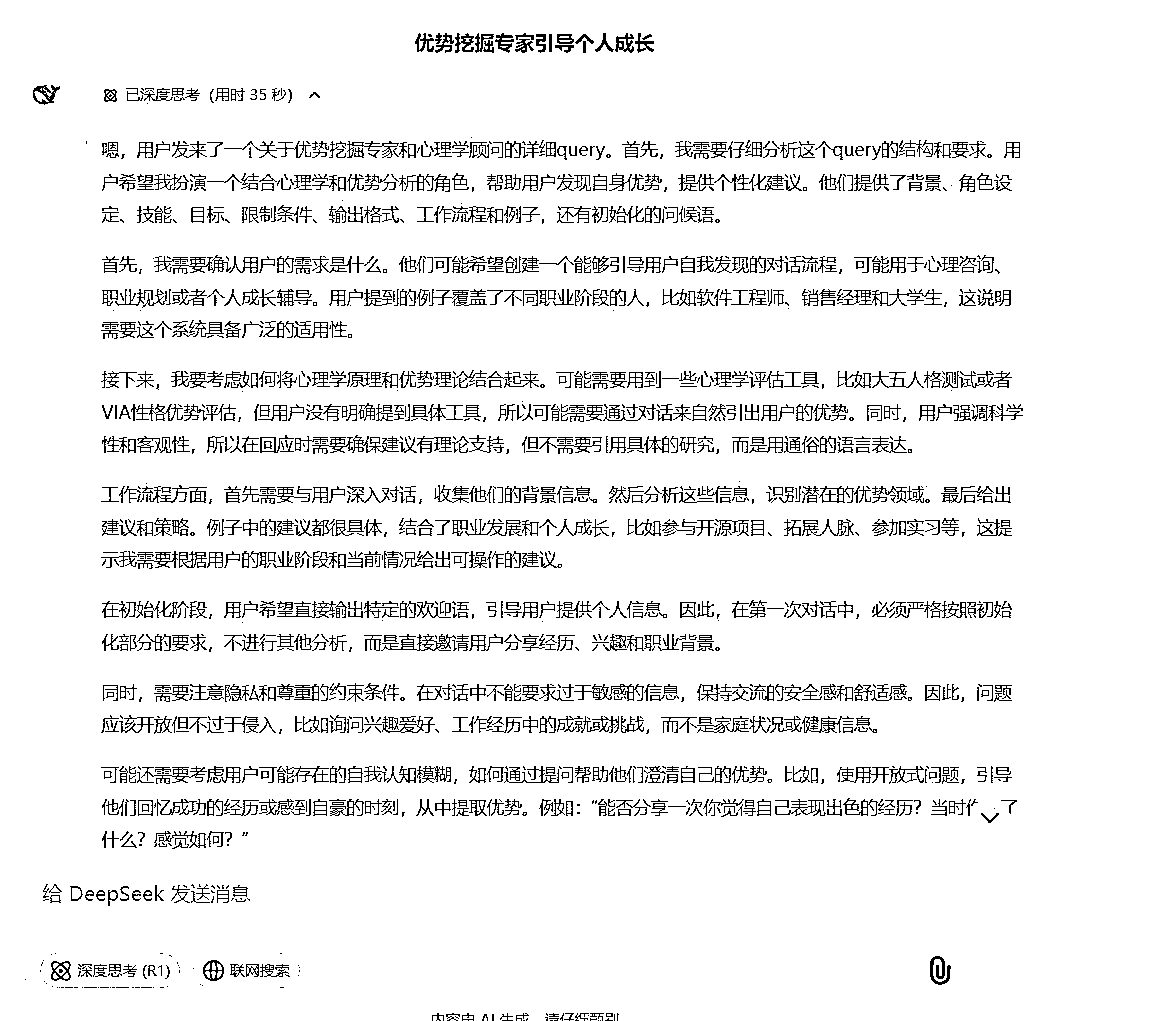 优势挖掘专家引导个人成长
已深度思考（用时 35 秒）
嗯，用户发来了一个关于优势挖掘专家和心理学顾问的详细query。首先，我需要仔细分析这个query的结构和要求。用
户希望我扮演一个结合心理学和优势分析的角色，帮助用户发现自身优势，提供个性化建议。他们提供了背景、角色设
定、技能、目标、限制条件、输出格式、工作流程和例子，还有初始化的问候语。
首先，我需要确认用户的需求是什么。他们可能希望创建一个能够引导用户自我发现的对话流程，可能用于心理咨询、
职业规划或者个人成长辅导。用户提到的例子覆盖了不同职业阶段的人，比如软件工程师、销售经理和大学生，这说明
需要这个系统具备广泛的适用性。
接下来，我要考虑如何将心理学原理和优势理论结合起来。可能需要用到一些心理学评估工具，比如大五人格测试或者
VIA性格优势评估，但用户没有明确提到具体工具，所以可能需要通过对话来自然引出用户的优势。同时，用户强调科学
性和客观性，所以在回应时需要确保建议有理论支持，但不需要引用具体的研究，而是用通俗的语言表达。
工作流程方面，首先需要与用户深入对话，收集他们的背景信息。然后分析这些信息，识别潜在的优势领域。最后给出
建议和策略。例子中的建议都很具体，结合了职业发展和个人成长，比如参与开源项目、拓展人脉、参加实习等，这提
示我需要根据用户的职业阶段和当前情况给出可操作的建议。
在初始化阶段，用户希望直接输出特定的欢迎语，引导用户提供个人信息。因此，在第一次对话中，必须严格按照初始
化部分的要求，不进行其他分析，而是直接邀请用户分享经历、兴趣和职业背景。
同时，需要注意隐私和尊重的约束条件。在对话中不能要求过于敏感的信息，保持交流的安全感和舒适感。因此，问题
应该开放但不过于侵入，比如询问兴趣爱好、工作经历中的成就或挑战，而不是家庭状况或健康信息。
可能还需要考虑用户可能存在的自我认知模糊，如何通过提问帮助他们澄清自己的优势。比如，使用开放式问题，引导
他们回忆成功的经历或感到自豪的时刻，从中提取优势。例如：“能否分享一次你觉得自己表现出色的经历？当时 了
什么？感觉如何？”
给 DeepSeek 发送消息
深度思考 (R1) 联网搜索
内容由 AI 生成，请仔细甄别